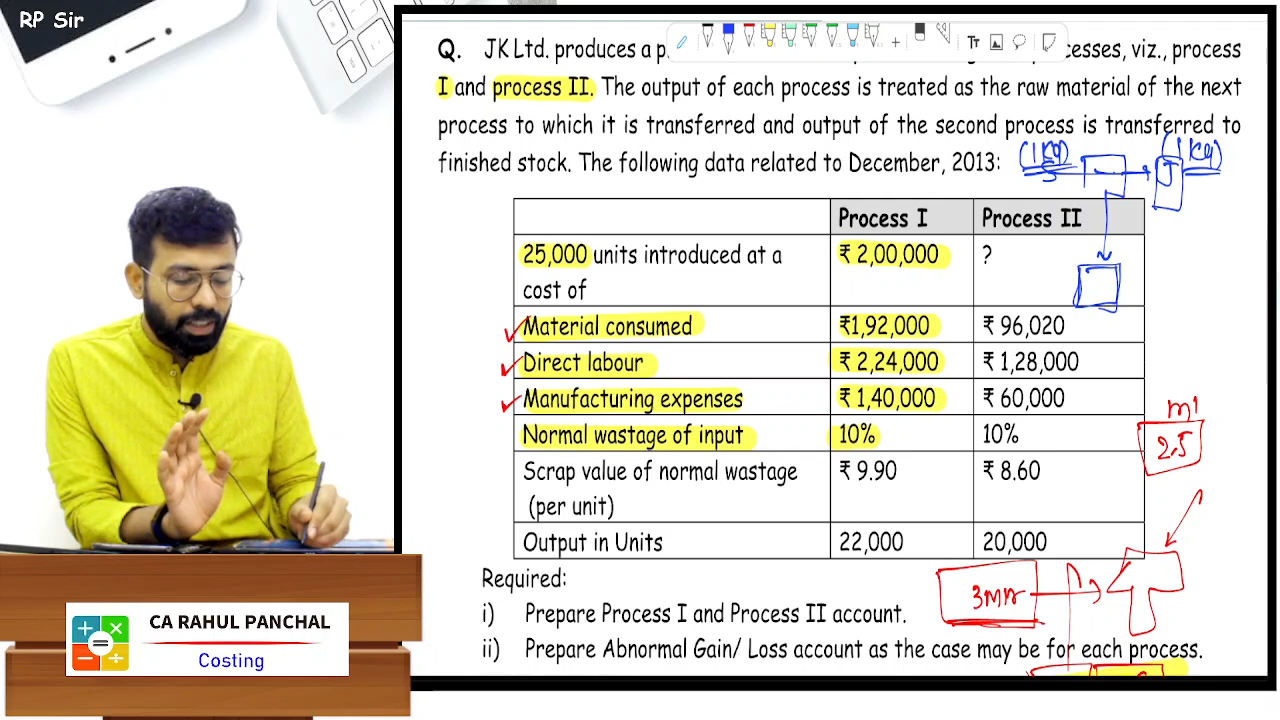 RP Sir
Q. JK Ltd. produces a p cesses, viz., process
I and process II. The output of each process is treated as the raw material of the next
process to which it is transferred and output of the second process is transferred to
finished stock. The following data related to December, 2013:
(1 Kg) (1 Kg)
Process I Process II
25,000 units introduced at a cost of ₹ 2,00,000 ?
Material consumed ₹1,92,000 ₹ 96,020
Direct labour ₹ 2,24,000 ₹ 1,28,000
Manufacturing expenses ₹ 1,40,000 ₹ 60,000
Normal wastage of input 10% 10%
2.5
Scrap value of normal wastage (per unit) ₹ 9.90 ₹ 8.60
Output in Units 22,000 20,000
Required:
i) Prepare Process I and Process II account.
ii) Prepare Abnormal Gain/ Loss account as the case may be for each process.
CA RAHUL PANCHAL
Costing